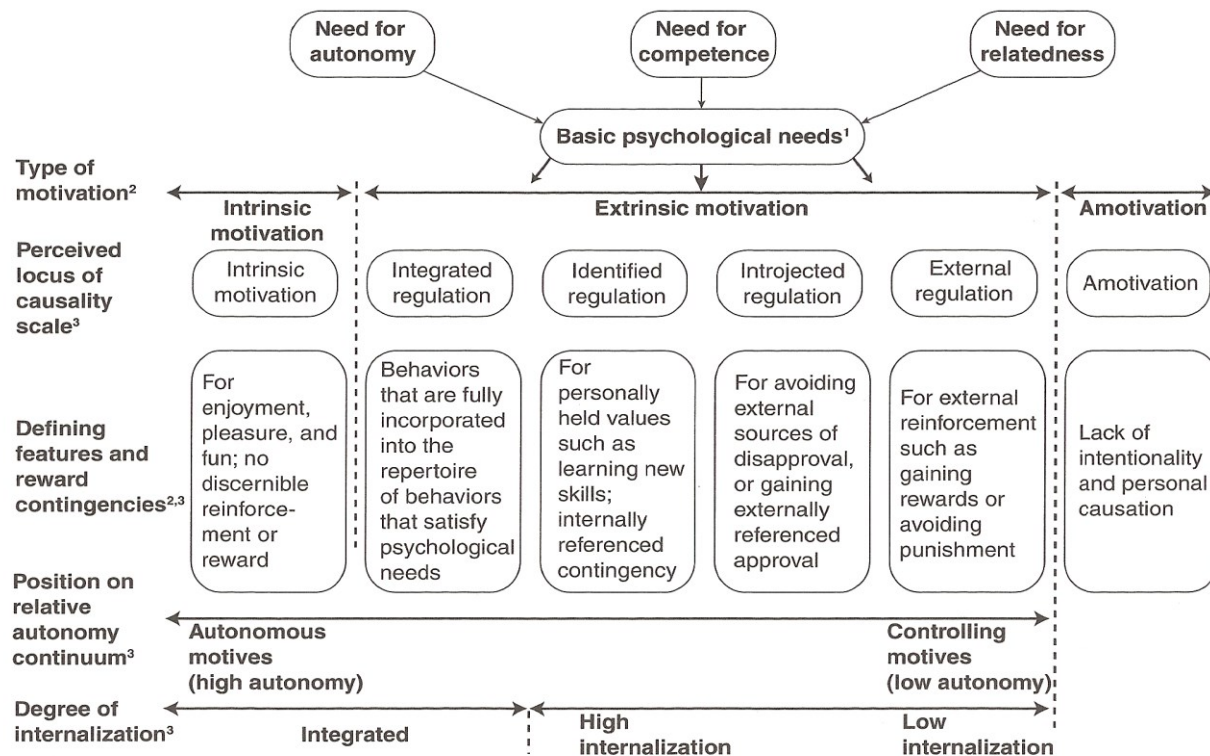 Need for
autonomy
Need for
competence
Need for
relatedness
Basic psychological needs¹
Type of
motivation²
Intrinsic
motivation
Extrinsic motivation
Amotivation
Perceived
locus of
causality
scale³
Intrinsic
motivation
Integrated
regulation
Identified
regulation
Introjected
regulation
External
regulation
Amotivation
Defining
features and
reward
contingencies²,³
For
enjoyment,
pleasure, and
fun; no
discernible
reinforce-
ment or
reward
Behaviors
that are fully
incorporated
into the
repertoire
of behaviors
that satisfy
psychological
needs
For
personally
held values
such as
learning new
skills;
internally
referenced
contingency
For avoiding
external
sources of
disapproval,
or gaining
externally
referenced
approval
For external
reinforcement
such as
gaining
rewards or
avoiding
punishment
Lack of
intentionality
and personal
causation
Position on
relative
autonomy
continuum³
Autonomous
motives
(high autonomy)
Controlling
motives
(low autonomy)
Degree of
internalization³
Integrated
High
internalization
Low
internalization